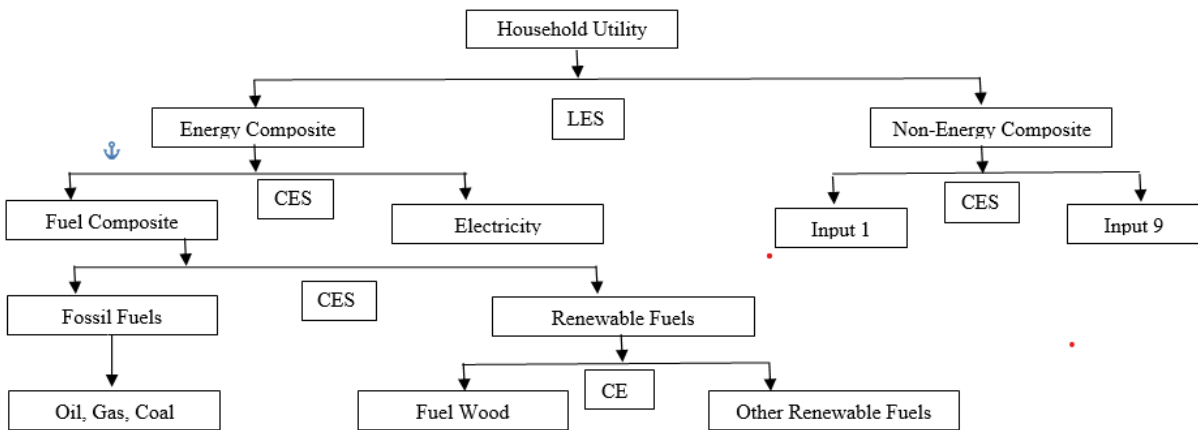 Household Utility
LES
Energy Composite
Non-Energy Composite
CES
CES
Fuel Composite
Electricity
Input 1
Input 9
CES
Fossil Fuels
Renewable Fuels
CE
Oil, Gas, Coal
Fuel Wood
Other Renewable Fuels